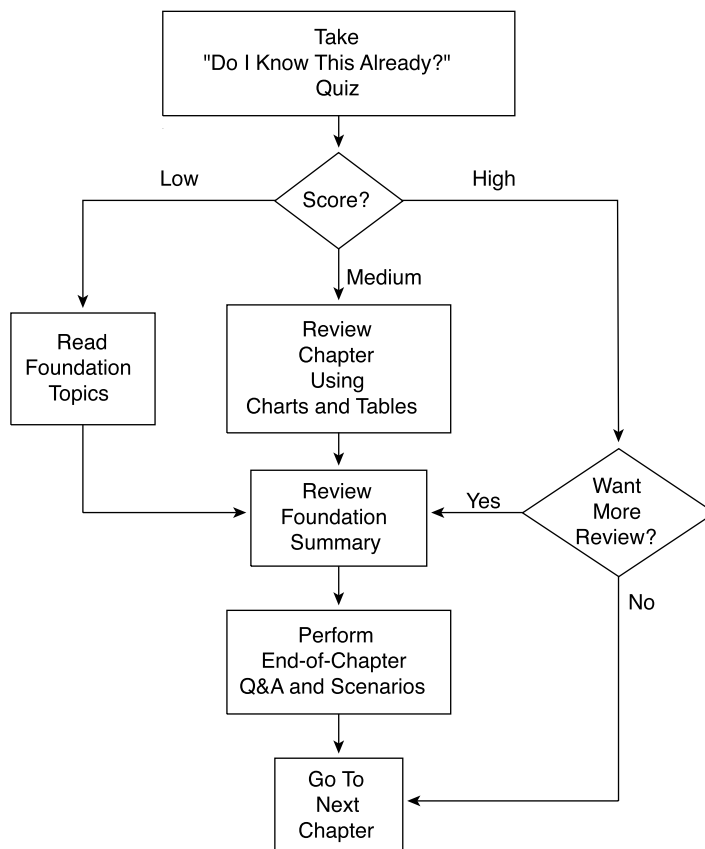 Take
"Do I Know This Already?"
Quiz
Low
Score?
High
Medium
Read
Foundation
Topics
Review
Chapter
Using
Charts and Tables
Review
Foundation
Summary
Yes
Want
More
Review?
No
Perform
End-of-Chapter
Q&A and Scenarios
Go To
Next
Chapter